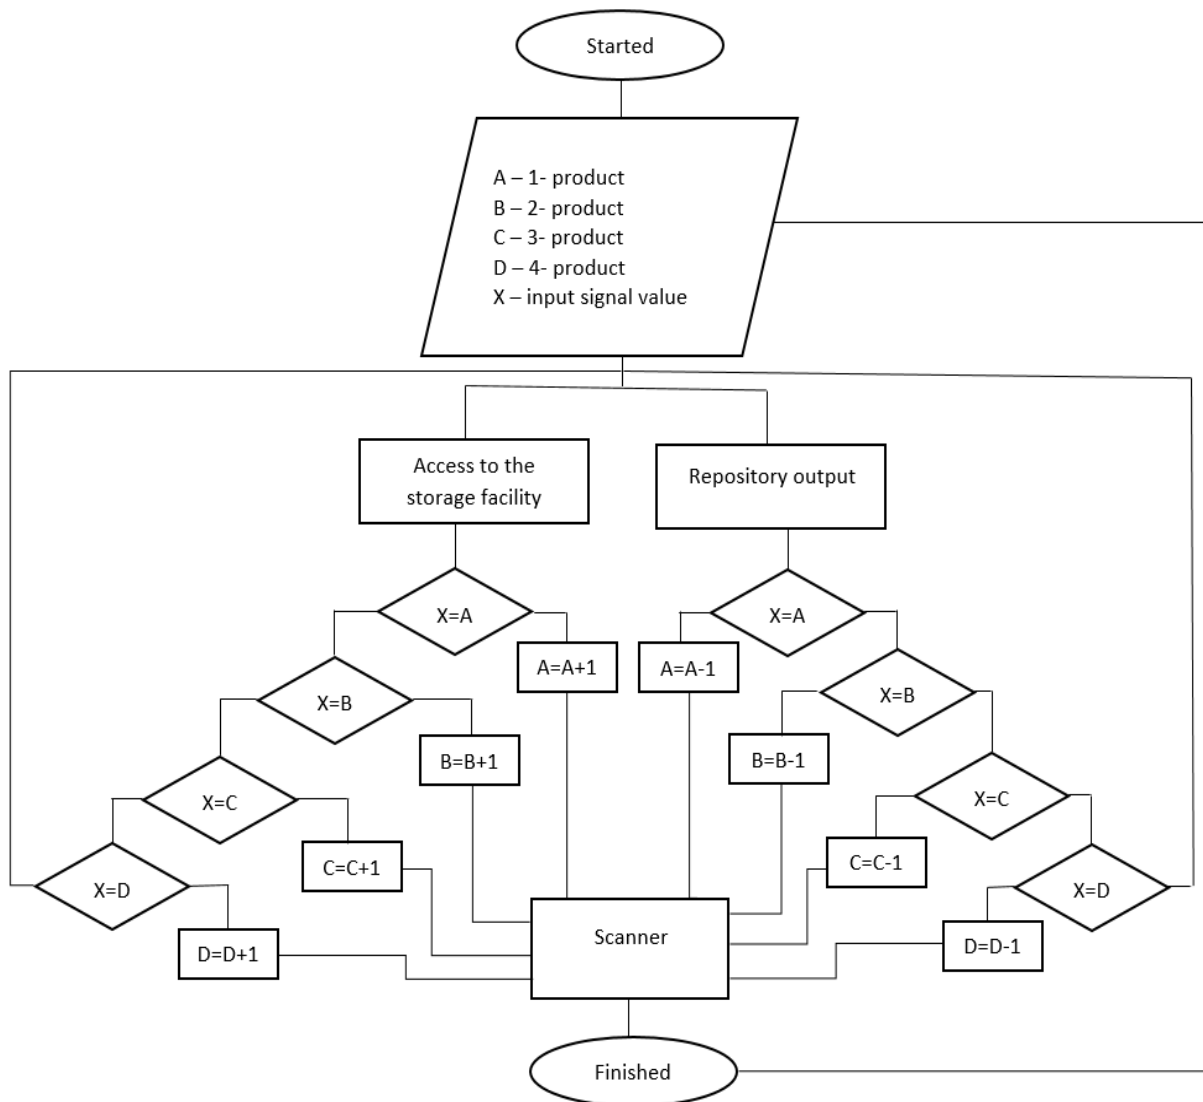 Started
A – 1- product
B – 2- product
C – 3- product
D – 4- product
X – input signal value
Access to the
storage facility
Repository output
X=A
X=A
A=A+1
A=A-1
X=B
X=B
B=B+1
B=B-1
X=C
X=C
C=C+1
C=C-1
X=D
X=D
Scanner
D=D+1
D=D-1
Finished